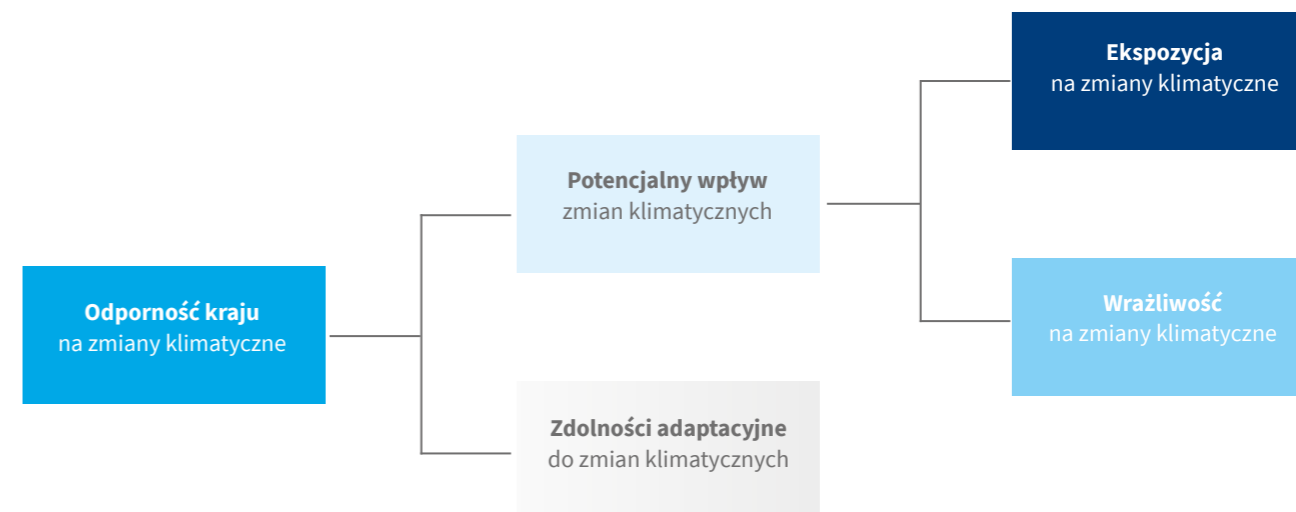 Ekspozycja
na zmiany klimatyczne
Potencjalny wpływ
zmian klimatycznych
Odporność kraju
na zmiany klimatyczne
Wrażliwość
na zmiany klimatyczne
Zdolności adaptacyjne
do zmian klimatycznych